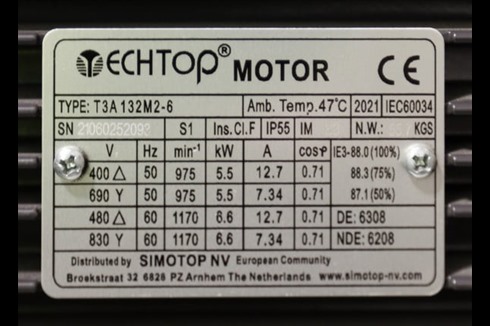 TECHTOP® MOTOR CE
TYPE: T3A 132M2-6 Amb. Temp.47°C 2021 IEC60034
SN 21060252093 S1 Ins.Cl.F IP55 IM N.W.: KGS
V Hz min⁻¹ kW A cosφ IE3-88.0(100%)
400 △ 50 975 5.5 12.7 0.71 88.3(75%)
690 Y 50 975 5.5 7.34 0.71 87.1(50%)
480 △ 60 1170 6.6 12.7 0.71 DE: 6308
830 Y 60 1170 6.6 7.34 0.71 NDE: 6208
Distributed by SIMOTOP NV European Community
Broekstraat 32 6828 PZ Arnhem The Netherlands www.simotop-nv.com